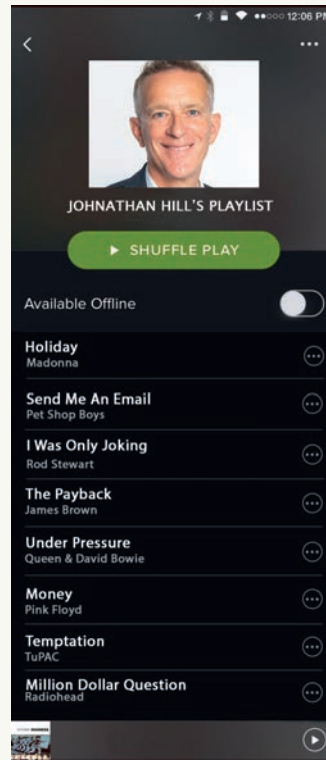 12:06 PM
JOHNATHAN HILL'S PLAYLIST
SHUFFLE PLAY
Available Offline
Holiday
Madonna
Send Me An Email
Pet Shop Boys
I Was Only Joking
Rod Stewart
The Payback
James Brown
Under Pressure
Queen & David Bowie
Money
Pink Floyd
Temptation
TuPAC
Million Dollar Question
Radiohead